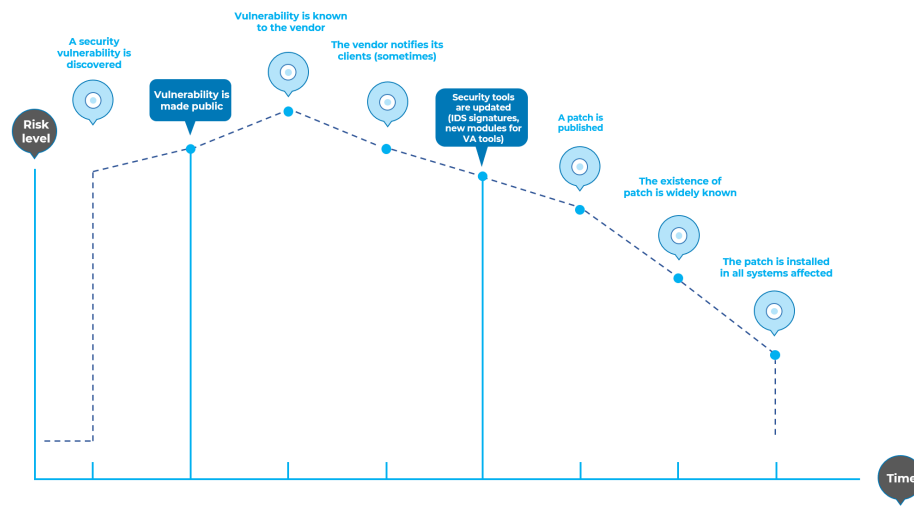 Risk
level
A security
vulnerability is
discovered
Vulnerability is
made public
Vulnerability is known
to the vendor
The vendor notifies its
clients (sometimes)
Security tools
are updated
(IDS signatures,
new modules for
VA tools)
A patch is
published
The existence of
patch is widely known
The patch is installed
in all systems affected
Time